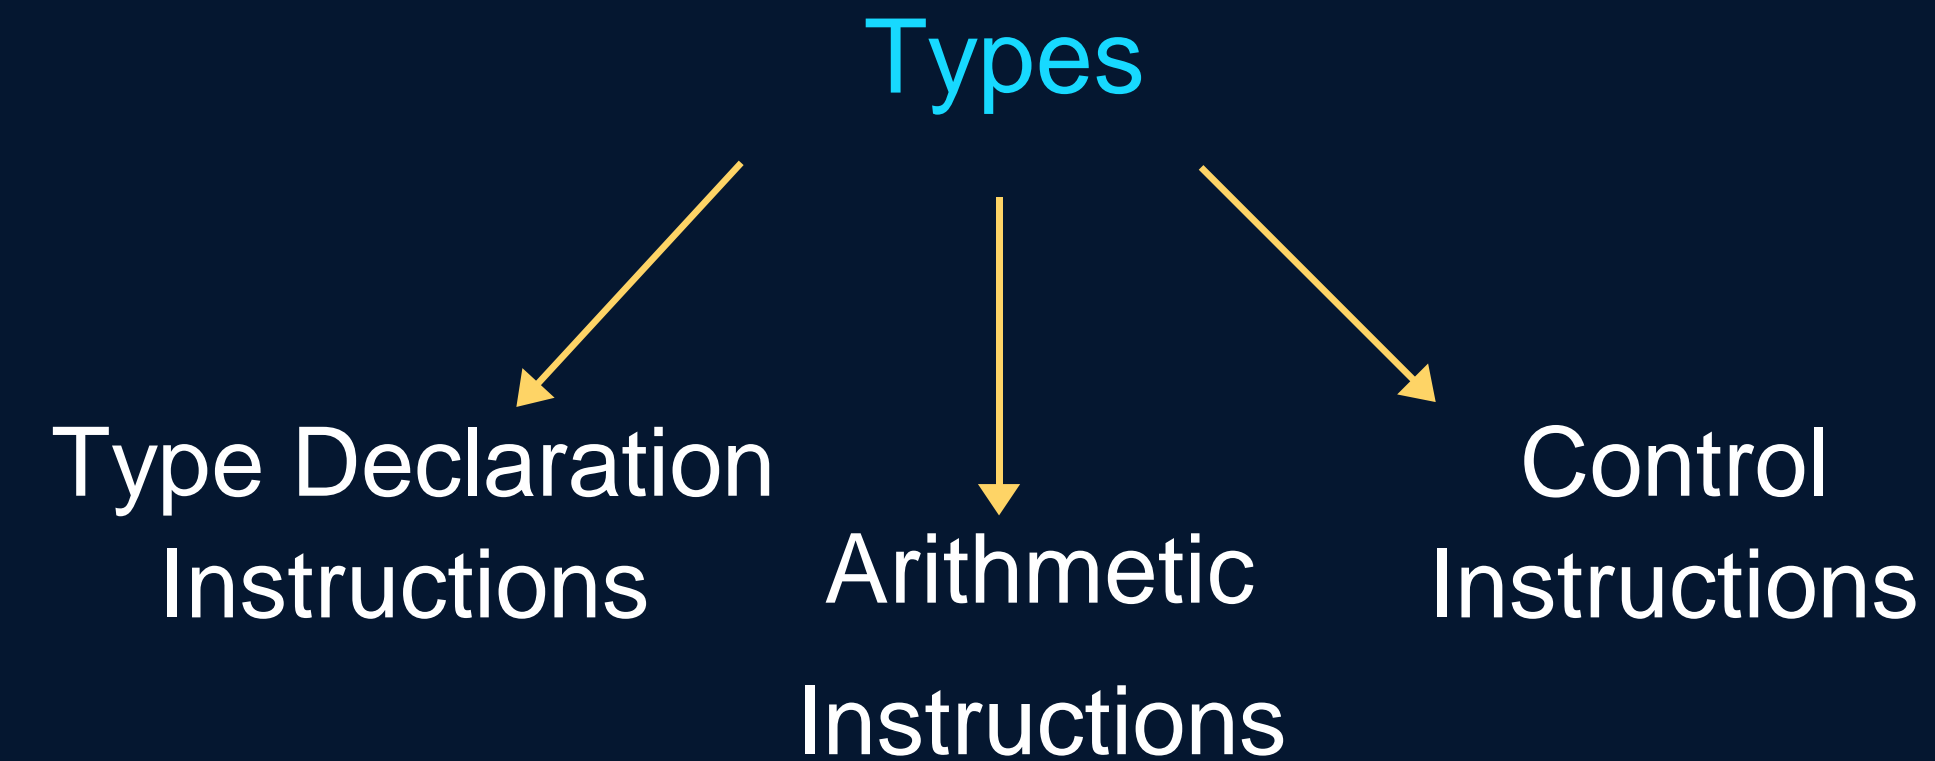 Types
Type Declaration
Instructions
Arithmetic
Instructions
Control
Instructions